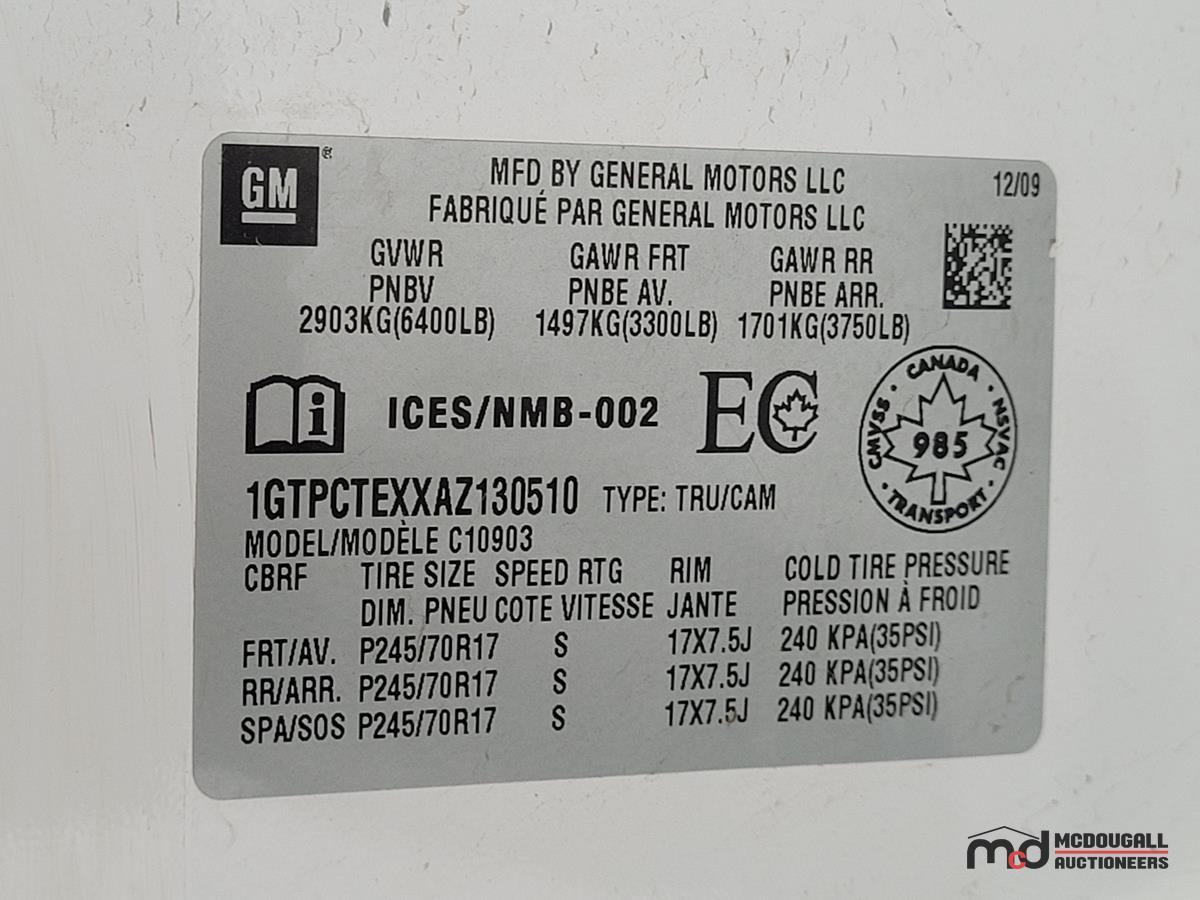 GM®
MFD BY GENERAL MOTORS LLC
12/09
FABRIQUÉ PAR GENERAL MOTORS LLC
GVWR GAWR FRT GAWR RR
PNBV PNBE AV. PNBE ARR.
2903KG(6400LB) 1497KG(3300LB) 1701KG(3750LB)
i ICES/NMB-002 EC
CANADA
CMVSS 985 NSVAC
TRANSPORT
1GTPCTEXXAZ130510 TYPE: TRU/CAM
MODEL/MODÈLE C10903
CBRF TIRE SIZE SPEED RTG RIM COLD TIRE PRESSURE
DIM. PNEU COTE VITESSE JANTE PRESSION À FROID
FRT/AV. P245/70R17 S 17X7.5J 240 KPA(35PSI)
RR/ARR. P245/70R17 S 17X7.5J 240 KPA(35PSI)
SPA/SOS P245/70R17 S 17X7.5J 240 KPA(35PSI)
mcd MCDOUGALL
AUCTIONEERS